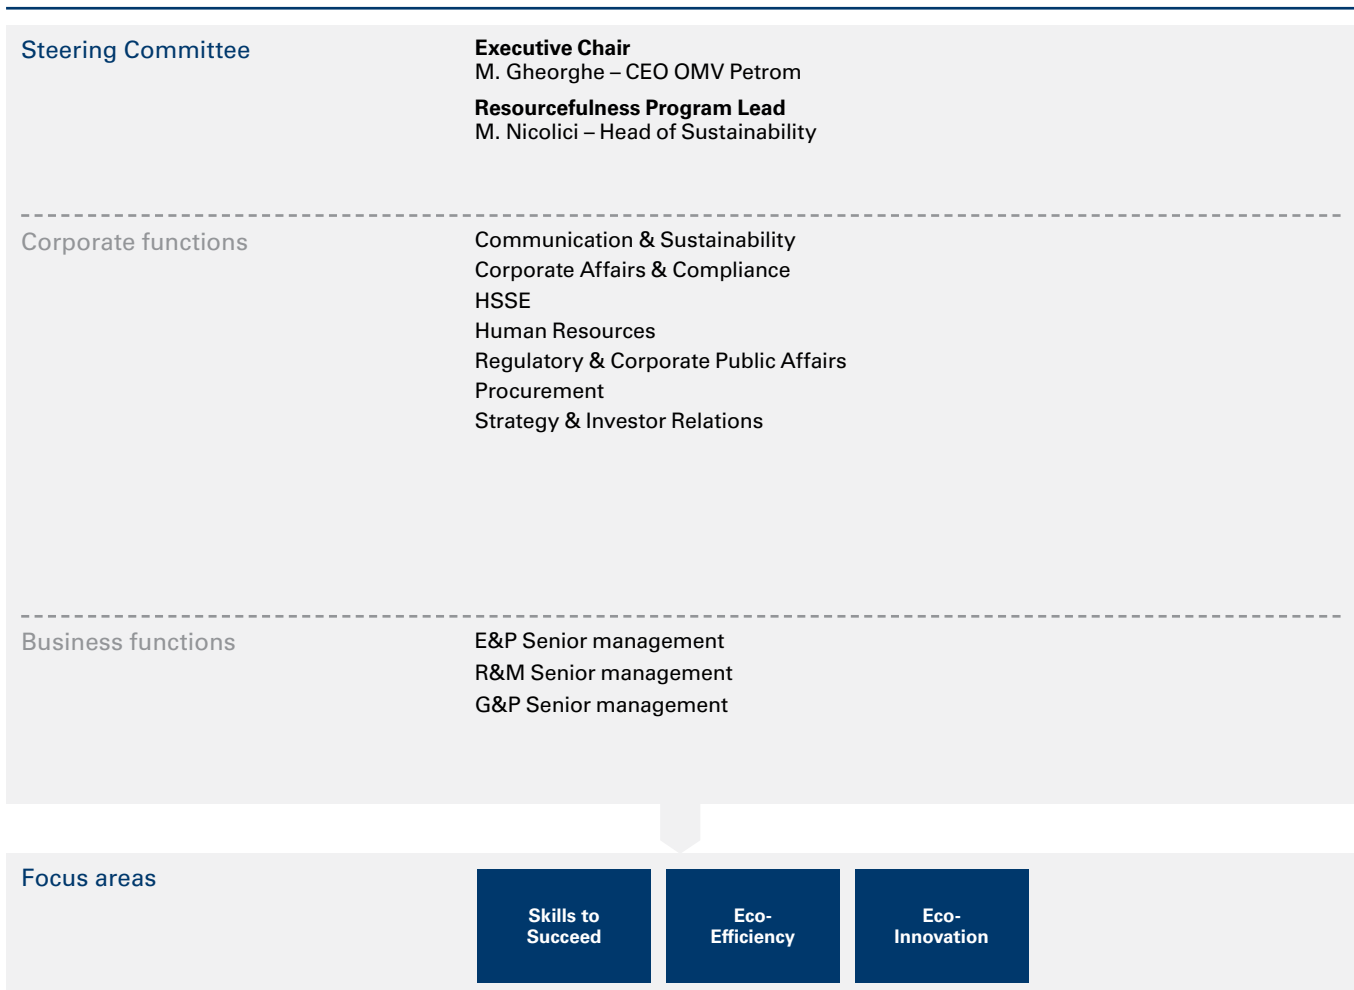 Steering Committee
Executive Chair
M. Gheorghe – CEO OMV Petrom
Resourcefulness Program Lead
M. Nicolici – Head of Sustainability
Corporate functions
Communication & Sustainability
Corporate Affairs & Compliance
HSSE
Human Resources
Regulatory & Corporate Public Affairs
Procurement
Strategy & Investor Relations
Business functions
E&P Senior management
R&M Senior management
G&P Senior management
Focus areas
Skills to
Succeed
Eco-
Efficiency
Eco-
Innovation